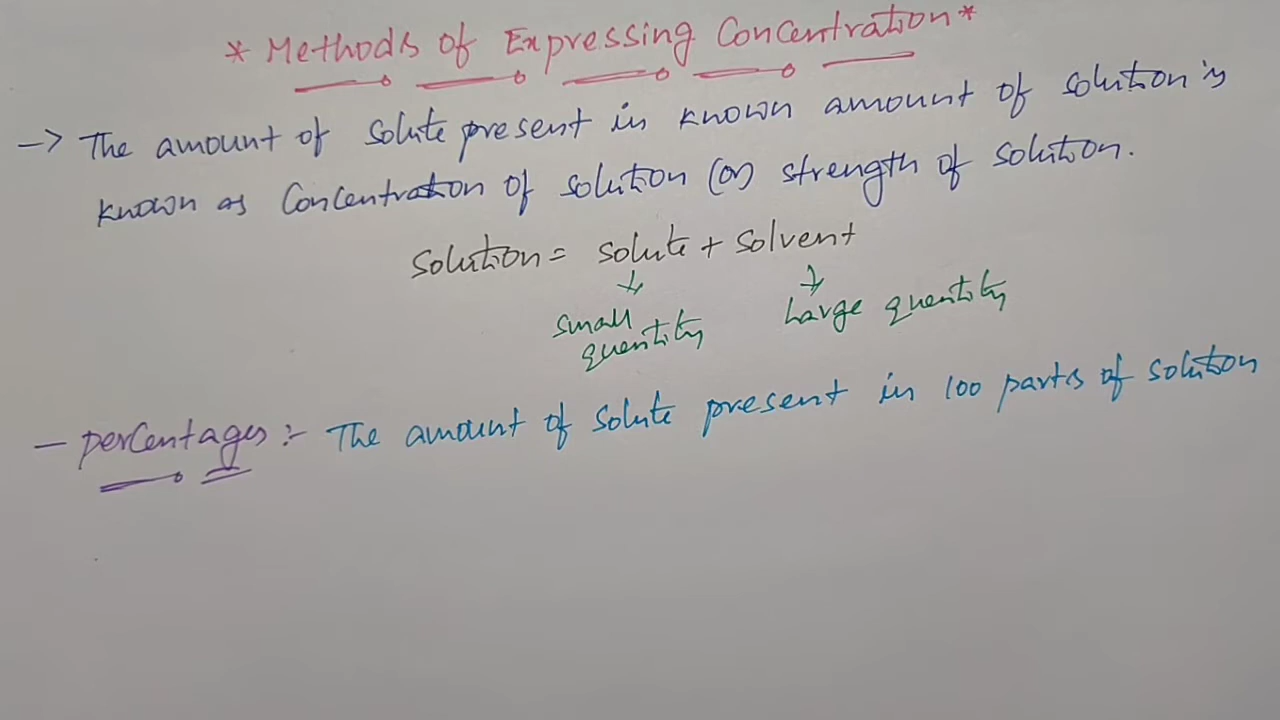 * Methods of Expressing Concentration *
-> The amount of solute present in known amount of solution is
known as Concentration of solution (or) strength of solution.
Solution = solute + solvent
↓ ↓
small Large quantity
quantity
- percentages :- The amount of solute present in 100 parts of solution